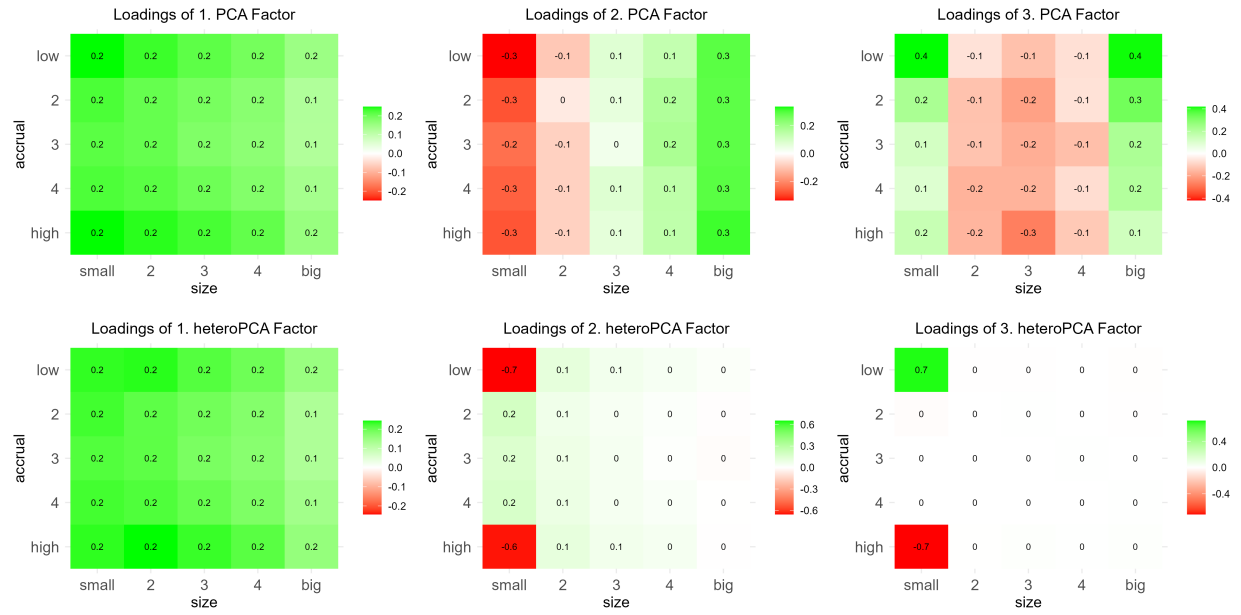 Loadings of 1. PCA Factor
accrual
low 0.2 0.2 0.2 0.2 0.2
2 0.2 0.2 0.2 0.2 0.1
3 0.2 0.2 0.2 0.2 0.1
4 0.2 0.2 0.2 0.2 0.1
high 0.2 0.2 0.2 0.2 0.2
small 2 3 4 big
size
0.2
0.1
0.0
-0.1
-0.2
Loadings of 2. PCA Factor
accrual
low -0.3 -0.1 0.1 0.1 0.3
2 -0.3 0 0.1 0.2 0.3
3 -0.2 -0.1 0 0.2 0.3
4 -0.3 -0.1 0.1 0.1 0.3
high -0.3 -0.1 0.1 0.1 0.3
small 2 3 4 big
size
0.2
0.0
-0.2
Loadings of 3. PCA Factor
accrual
low 0.4 -0.1 -0.1 -0.1 0.4
2 0.2 -0.1 -0.2 -0.1 0.3
3 0.1 -0.1 -0.2 -0.1 0.2
4 0.1 -0.2 -0.2 -0.1 0.2
high 0.2 -0.2 -0.3 -0.1 0.1
small 2 3 4 big
size
0.4
0.2
0.0
-0.2
-0.4
Loadings of 1. heteroPCA Factor
accrual
low 0.2 0.2 0.2 0.2 0.2
2 0.2 0.2 0.2 0.2 0.1
3 0.2 0.2 0.2 0.2 0.1
4 0.2 0.2 0.2 0.2 0.1
high 0.2 0.2 0.2 0.2 0.2
small 2 3 4 big
size
0.2
0.1
0.0
-0.1
-0.2
Loadings of 2. heteroPCA Factor
accrual
low -0.7 0.1 0.1 0 0
2 0.2 0.1 0 0 0
3 0.2 0.1 0 0 0
4 0.2 0.1 0 0 0
high -0.6 0.1 0.1 0 0
small 2 3 4 big
size
0.6
0.3
0.0
-0.3
-0.6
Loadings of 3. heteroPCA Factor
accrual
low 0.7 0 0 0 0
2 0 0 0 0 0
3 0 0 0 0 0
4 0 0 0 0 0
high -0.7 0 0 0 0
small 2 3 4 big
size
0.4
0.0
-0.4